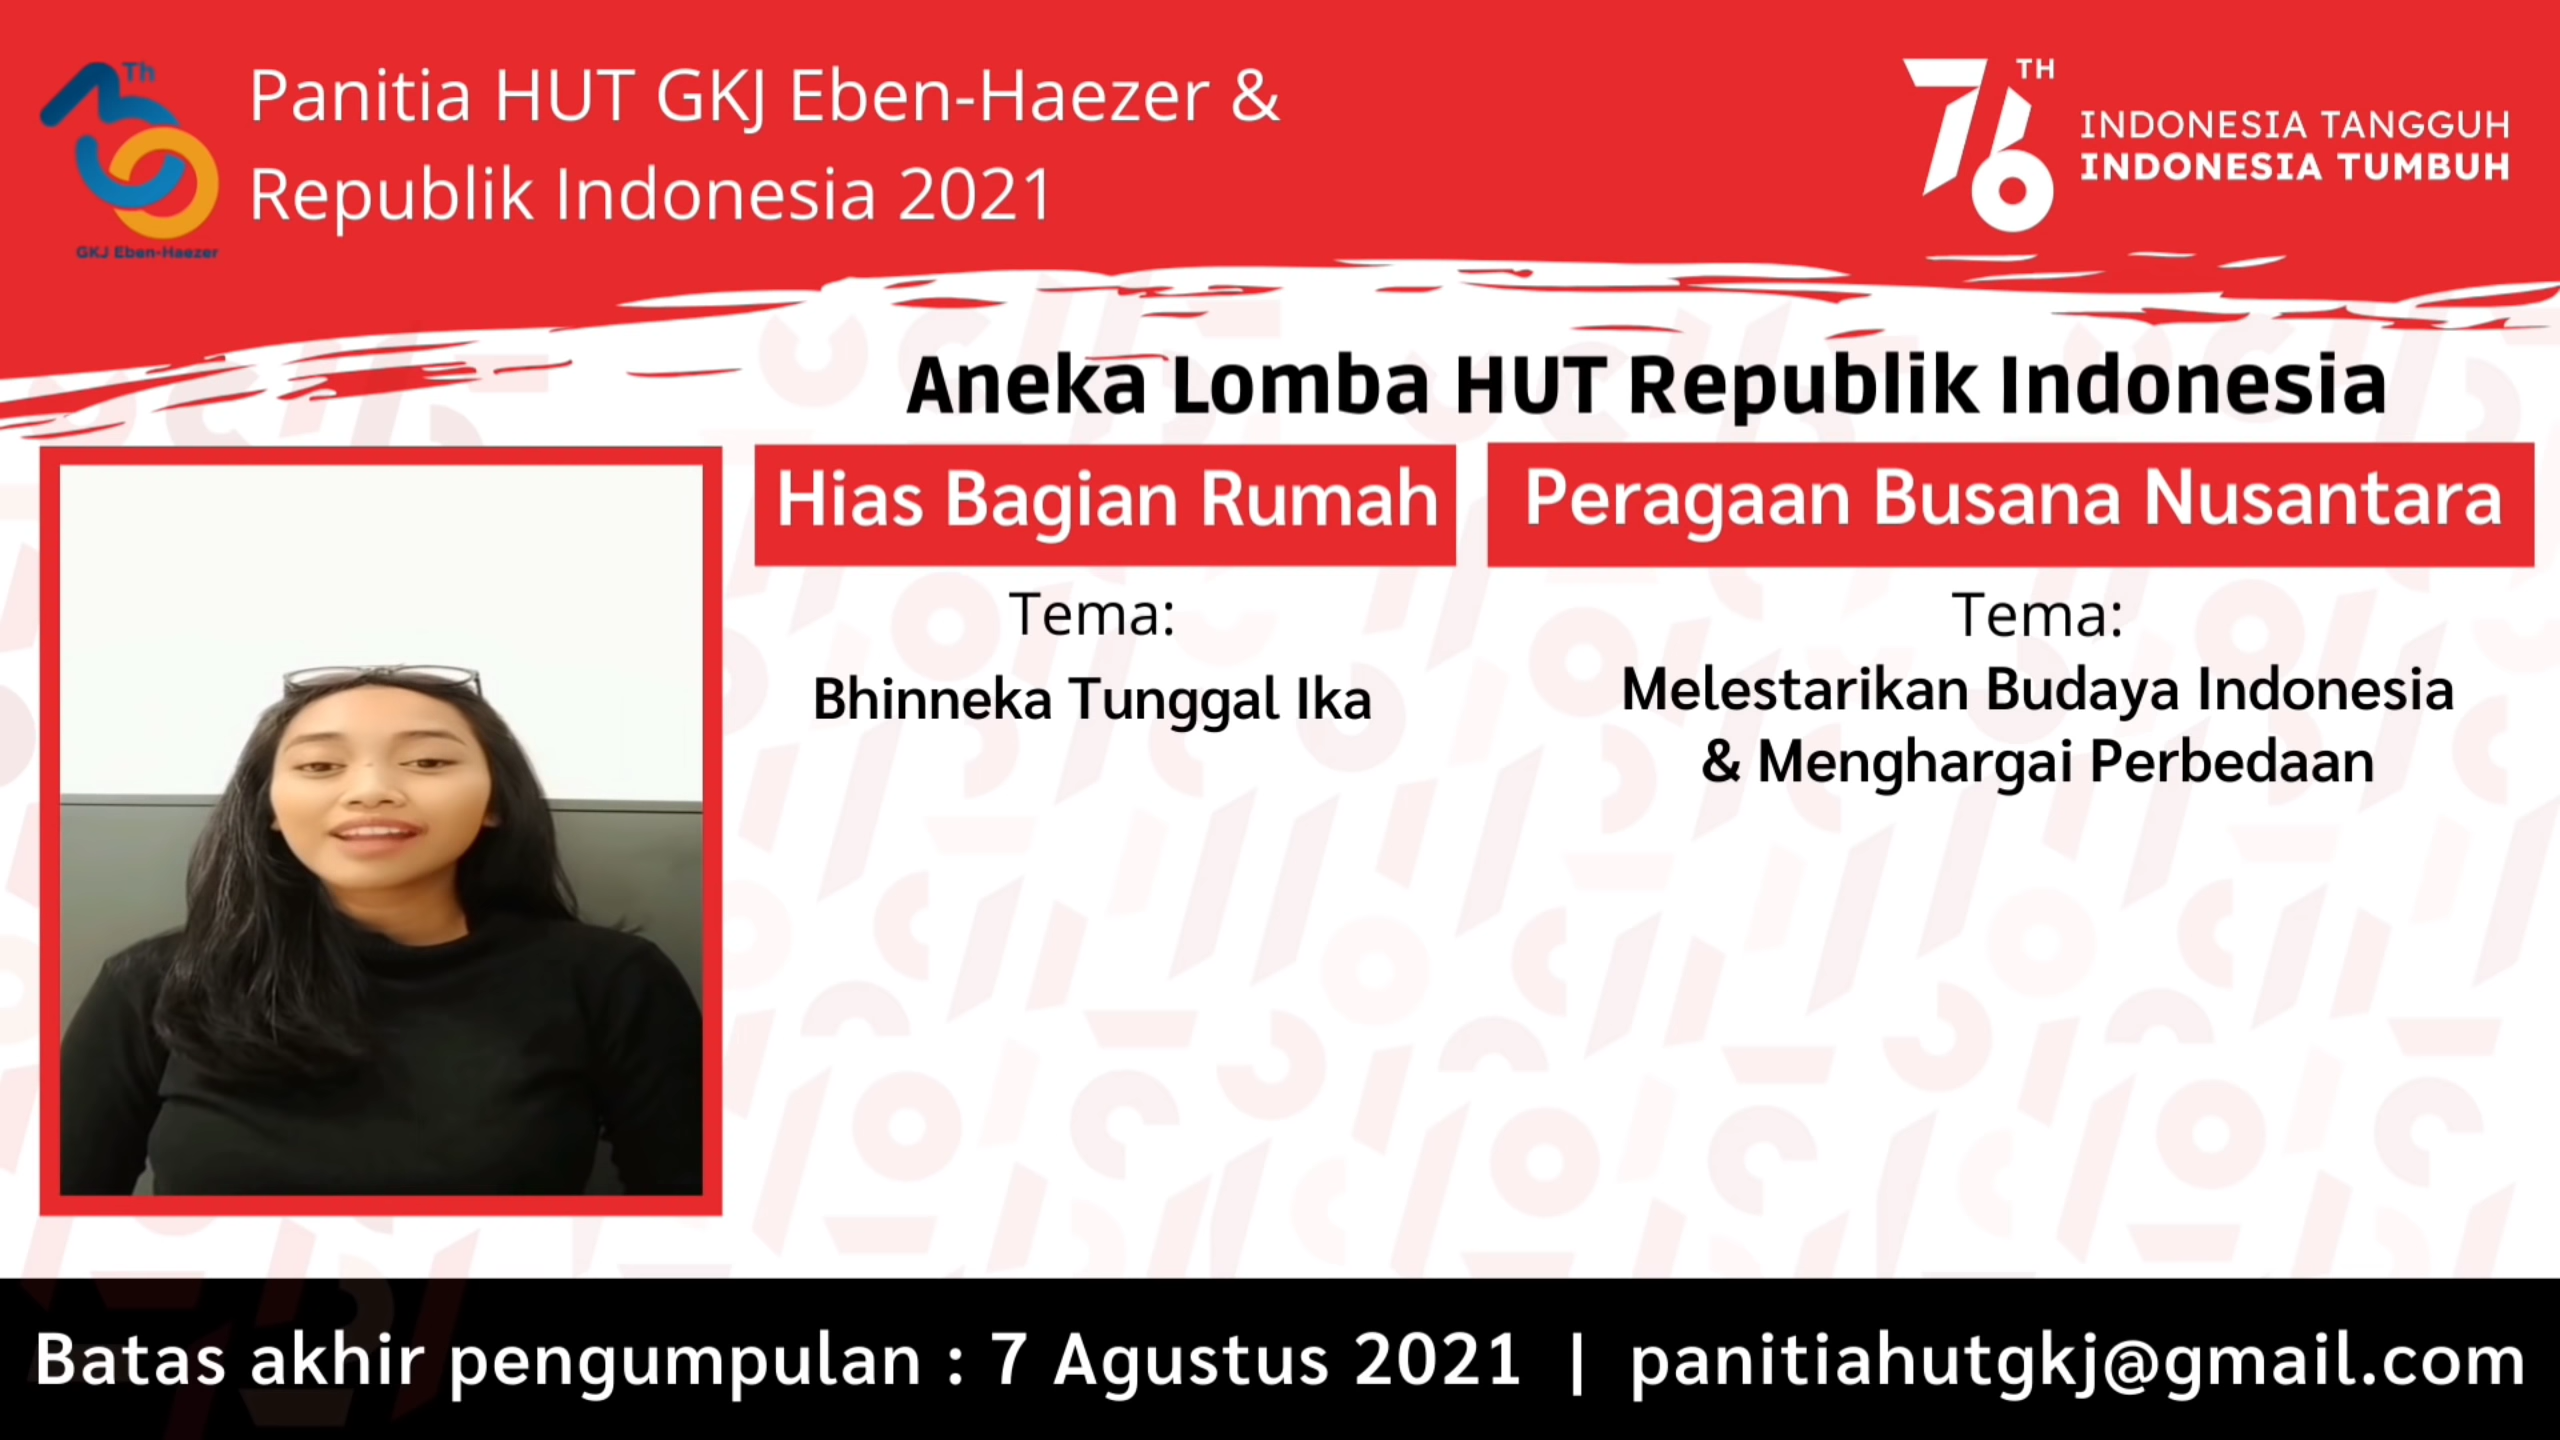 Th
GKJ Eben-Haezer
Panitia HUT GKJ Eben-Haezer &
Republik Indonesia 2021
76 TH
INDONESIA TANGGUH
INDONESIA TUMBUH
Aneka Lomba HUT Republik Indonesia
Hias Bagian Rumah
Tema:
Bhinneka Tunggal Ika
Peragaan Busana Nusantara
Tema:
Melestarikan Budaya Indonesia
& Menghargai Perbedaan
Batas akhir pengumpulan : 7 Agustus 2021 | panitiahutgkj@gmail.com